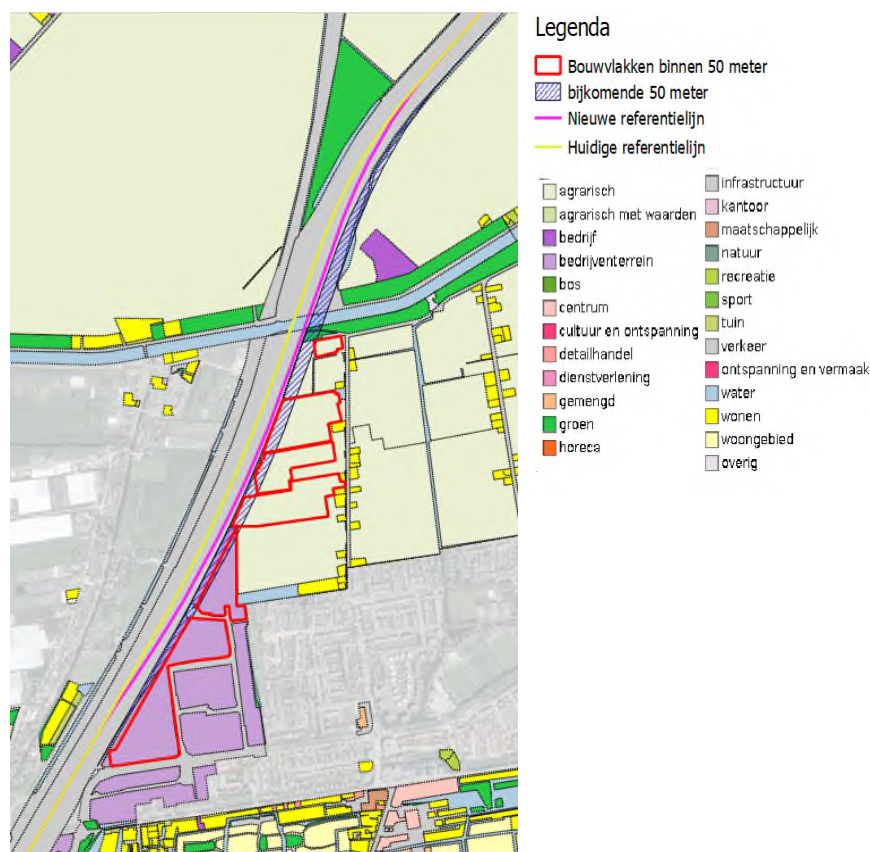 Legenda
Bouwvlakken binnen 50 meter
bijkomende 50 meter
Nieuwe referentielijn
Huidige referentielijn
agrarisch
agrarisch met waarden
bedrijf
bedrijventerrein
bos
centrum
cultuur en ontspanning
detailhandel
dienstverlening
gemengd
groen
horeca
infrastructuur
kantoor
maatschappelijk
natuur
recreatie
sport
tuin
verkeer
ontspanning en vermaak
water
wonen
woongebied
overig